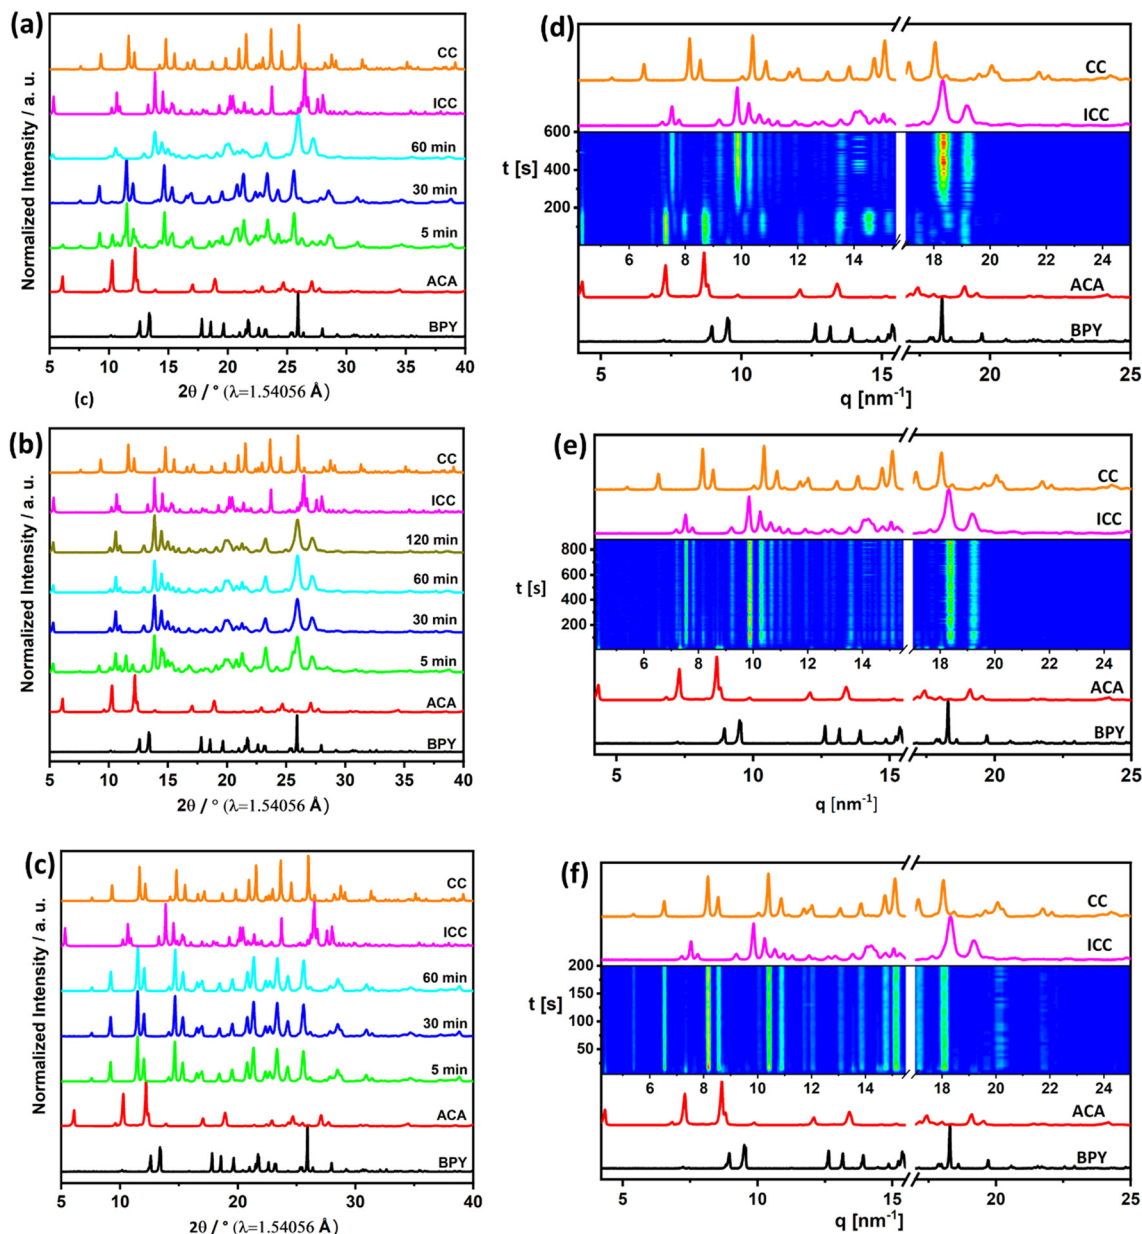 (a)
Normalized Intensity / a. u.
CC
ICC
60 min
30 min
5 min
ACA
BPY
5 10 15 20 25 30 35 40
2θ / ° (λ=1.54056 Å)
(c)
(d)
CC
ICC
t [s]
600
400
200
6 8 10 12 14 18 20 22 24
ACA
BPY
5 10 15 20 25
q [nm-1]
(b)
Normalized Intensity / a. u.
CC
ICC
120 min
60 min
30 min
5 min
ACA
BPY
5 10 15 20 25 30 35 40
2θ / ° (λ=1.54056 Å)
(e)
CC
ICC
t [s]
800
600
400
200
6 8 10 12 14 18 20 22 24
ACA
BPY
5 10 15 20 25
q [nm-1]
(c)
Normalized Intensity / a. u.
CC
ICC
60 min
30 min
5 min
ACA
BPY
5 10 20 30 40
2θ / ° (λ=1.54056 Å)
(f)
CC
ICC
t [s]
200
150
100
50
4 6 8 10 12 14 18 20 22 24
ACA
BPY
5 10 15 20 25
q [nm-1]